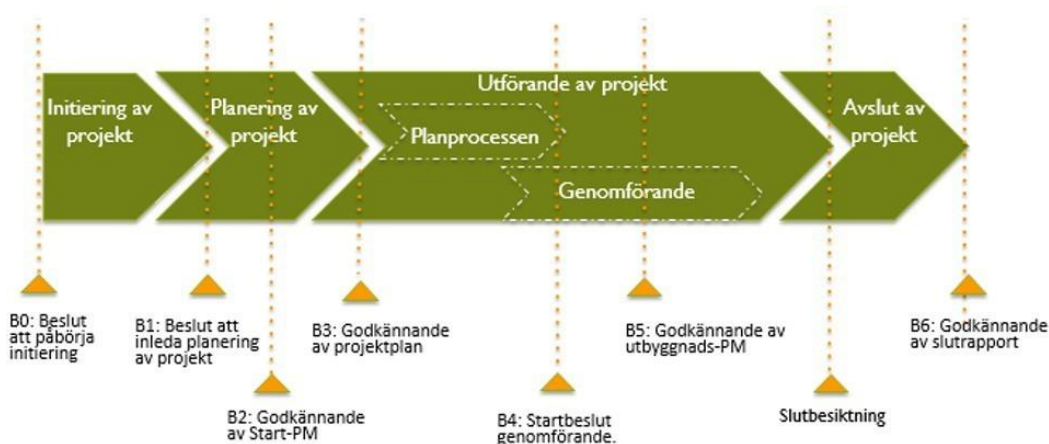 Initiering av
projekt
Planering av
projekt
Utförande av projekt
Planprocessen
Genomförande
Avslut av
projekt
B0: Beslut
att påbörja
initiering
B1: Beslut att
inleda planering
av projekt
B2: Godkännande
av Start-PM
B3: Godkännande
av projektplan
B4: Startbeslut
genomförande.
B5: Godkännande av
utbyggnads-PM
Slutbesiktning
B6: Godkännande
av slutrapport